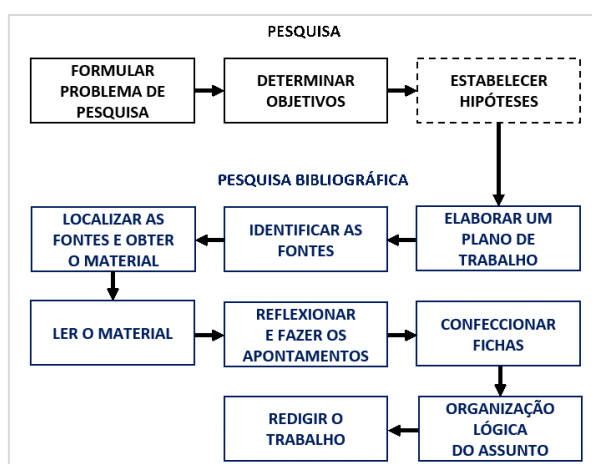 PESQUISA
FORMULAR
PROBLEMA DE
PESQUISA
DETERMINAR
OBJETIVOS
ESTABELECER
HIPÓTESES
PESQUISA BIBLIOGRÁFICA
ELABORAR UM
PLANO DE
TRABALHO
IDENTIFICAR AS
FONTES
LOCALIZAR AS
FONTES E OBTER
O MATERIAL
LER O MATERIAL
REFLEXIONAR
E FAZER OS
APONTAMENTOS
CONFECCIONAR
FICHAS
ORGANIZAÇÃO
LÓGICA
DO ASSUNTO
REDIGIR O
TRABALHO